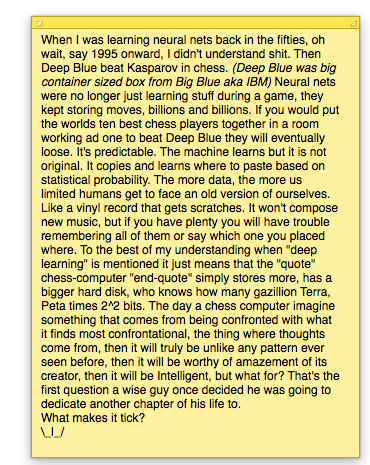 When I was learning neural nets back in the fifties, oh
wait, say 1995 onward, I didn't understand shit. Then
Deep Blue beat Kasparov in chess. (Deep Blue was big
container sized box from Big Blue aka IBM) Neural nets
were no longer just learning stuff during a game, they
kept storing moves, billions and billions. If you would put
the worlds ten best chess players together in a room
working ad one to beat Deep Blue they will eventually
loose. It's predictable. The machine learns but it is not
original. It copies and learns where to paste based on
statistical probability. The more data, the more us
limited humans get to face an old version of ourselves.
Like a vinyl record that gets scratches. It won't compose
new music, but if you have plenty you will have trouble
remembering all of them or say which one you placed
where. To the best of my understanding when "deep
learning" is mentioned it just means that the "quote"
chess-computer "end-quote" simply stores more, has a
bigger hard disk, who knows how many gazillion Terra,
Peta times 2^2 bits. The day a chess computer imagine
something that comes from being confronted with what
it finds most confrontational, the thing where thoughts
come from, then it will truly be unlike any pattern ever
seen before, then it will be worthy of amazement of its
creator, then it will be Intelligent, but what for? That's the
first question a wise guy once decided he was going to
dedicate another chapter of his life to.
What makes it tick?
\_|_/